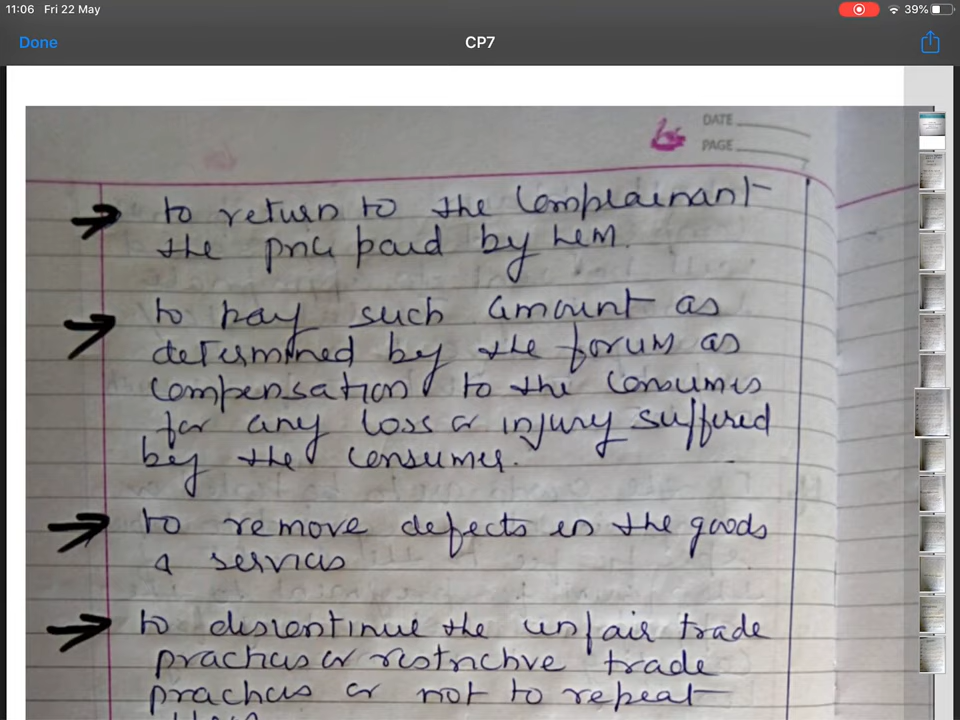 11:06 Fri 22 May
39%
Done
CP7
DATE
PAGE
to return to the Complainant
the price paid by him.
to pay such amount as
determined by the forum as
compensation to the consumer
for any loss or injury suffered
by the consumer.
to remove defects in the goods
& services
to discontinue the unfair trade
practices or restrictive trade
practices or not to repeat